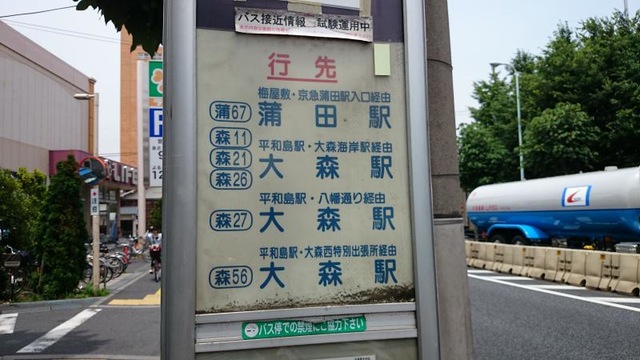 バス接近情報 試験運用中
行先
梅屋敷・京急蒲田駅入口経由
蒲67 蒲田駅
森11
平和島駅・大森海岸駅経由
森21 大森駅
森26
平和島駅・八幡通り経由
森27 大森駅
平和島駅・大森西特別出張所経由
森56 大森駅
バス停での禁煙にご協力下さい
P
LIFE